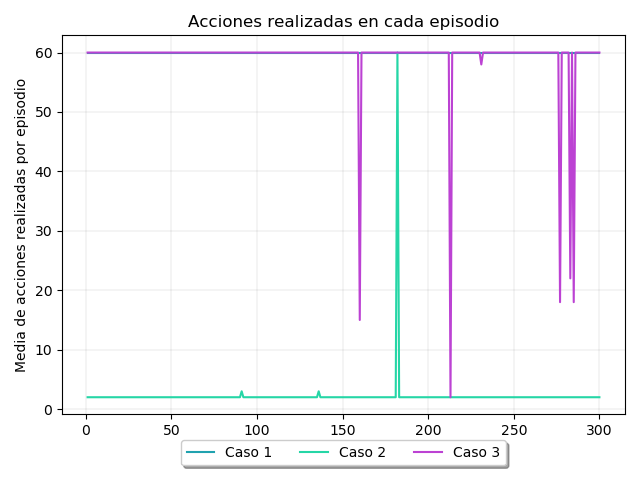 Acciones realizadas en cada episodio
Media de acciones realizadas por episodio
60
50
40
30
20
10
0
0 50 100 150 200 250 300
Caso 1 Caso 2 Caso 3